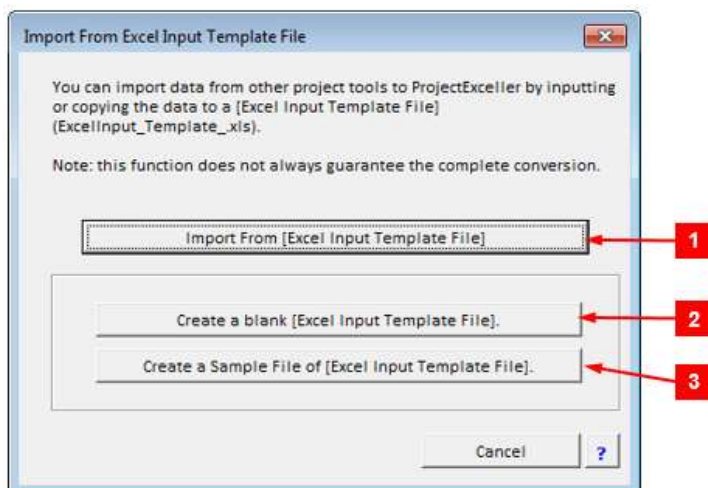 Import From Excel Input Template File
You can import data from other project tools to ProjectExceller by inputting
or copying the data to a [Excel Input Template File]
(ExcelInput_Template_.xls).
Note: this function does not always guarantee the complete conversion.
Import From [Excel Input Template File]
1
Create a blank [Excel Input Template File].
2
Create a Sample File of [Excel Input Template File].
3
Cancel
?